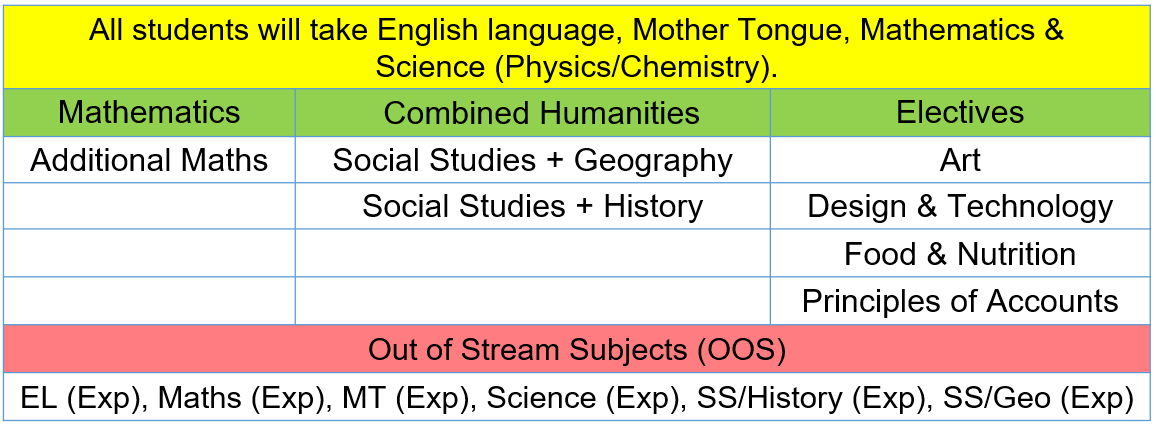 All students will take English language, Mother Tongue, Mathematics &
Science (Physics/Chemistry).
Mathematics Combined Humanities Electives
Additional Maths Social Studies + Geography Art
Social Studies + History Design & Technology
Food & Nutrition
Principles of Accounts
Out of Stream Subjects (OOS)
EL (Exp), Maths (Exp), MT (Exp), Science (Exp), SS/History (Exp), SS/Geo (Exp)